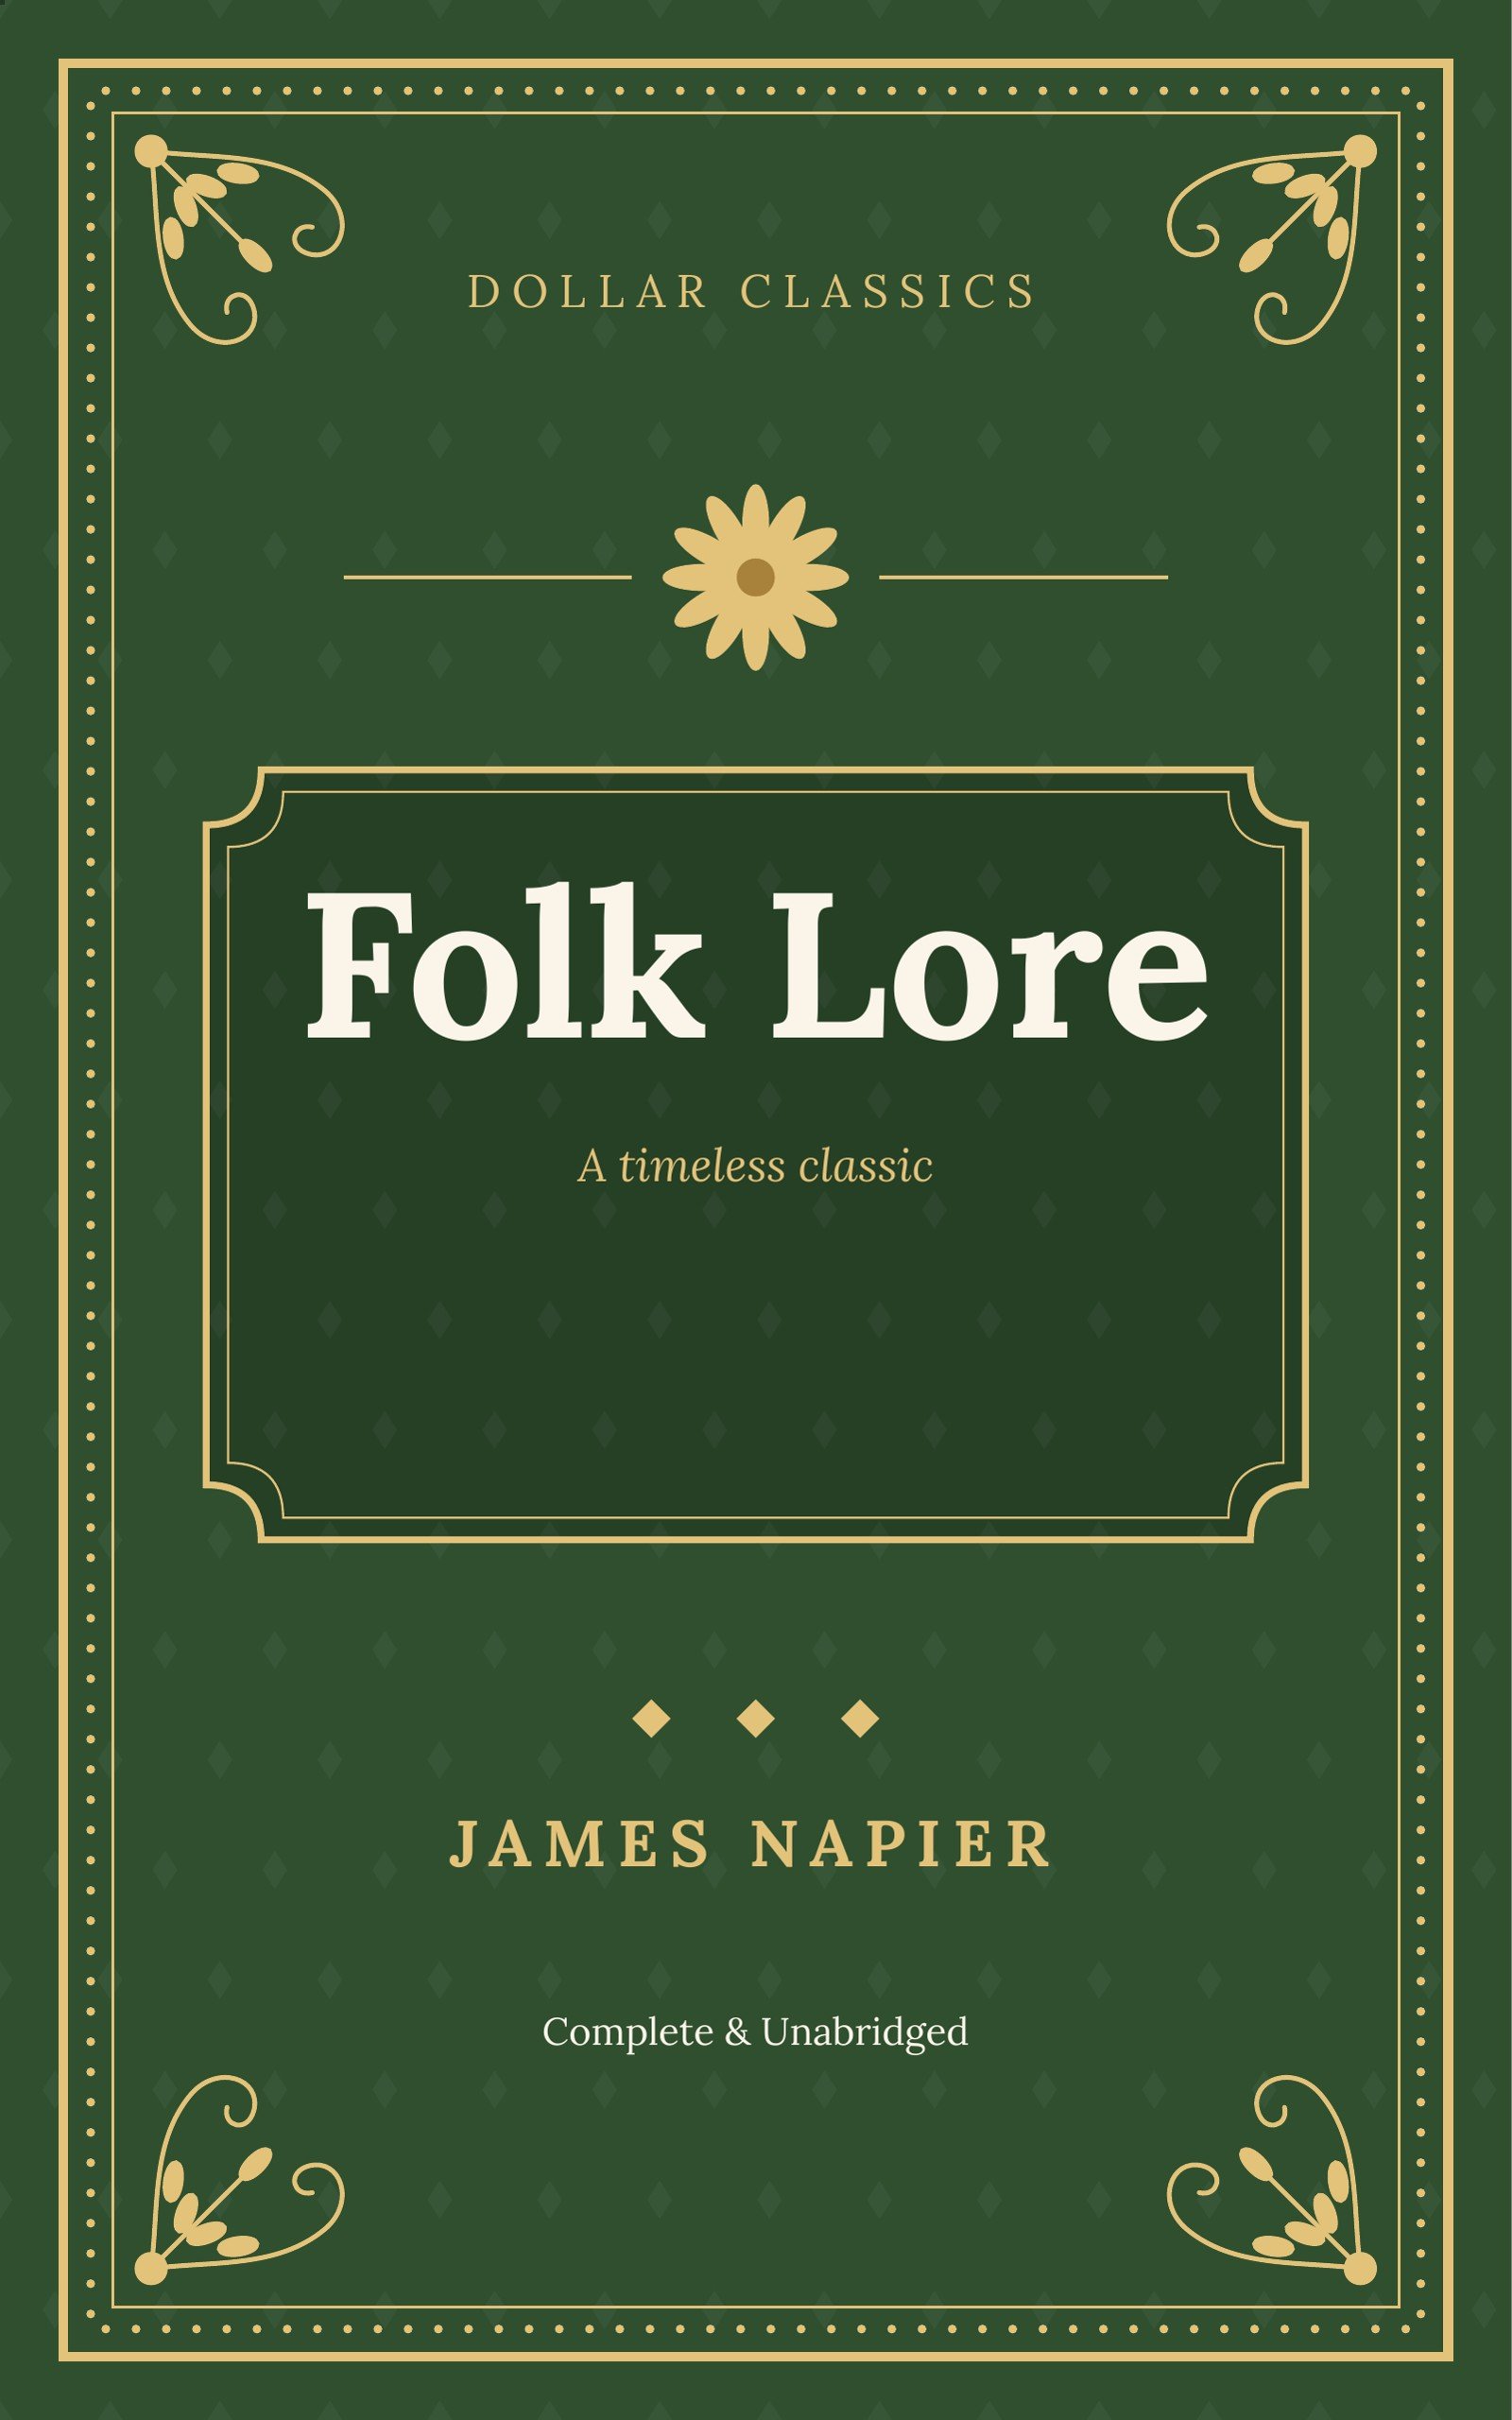 DOLLAR CLASSICS
Folk Lore
A timeless classic
JAMES NAPIER
Complete & Unabridged